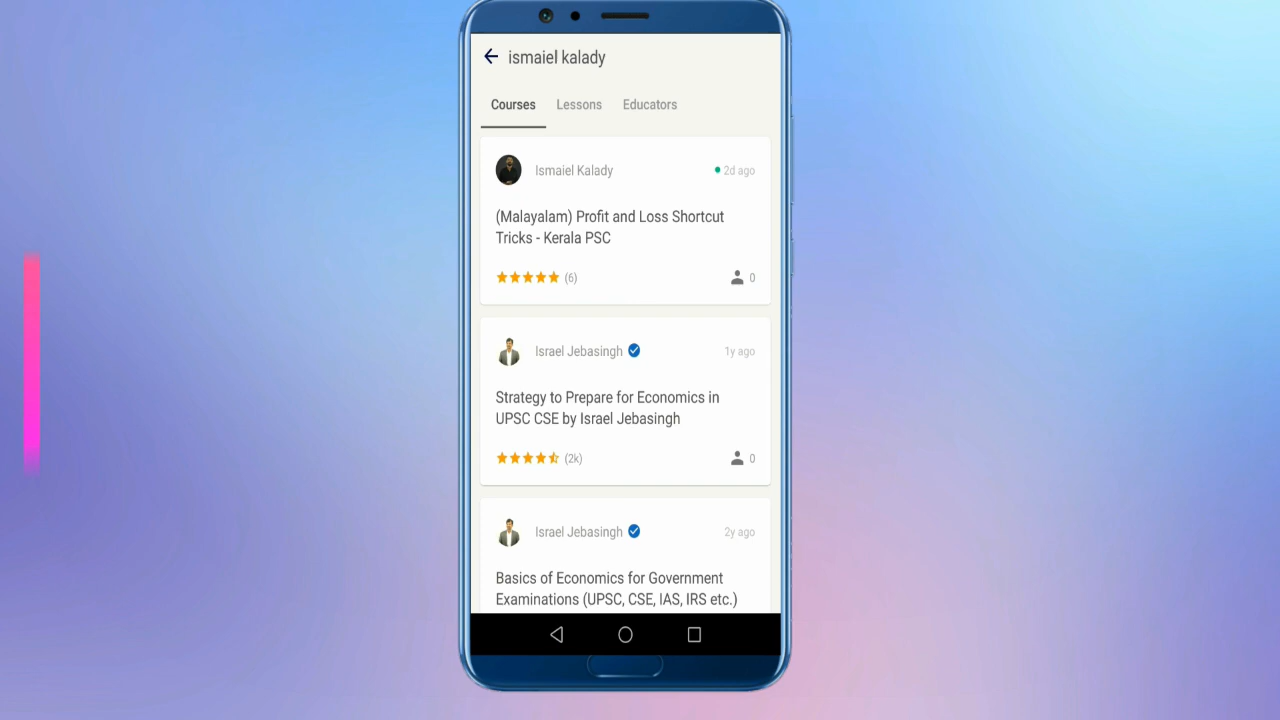 ismaiel kalady
Courses Lessons Educators
Ismaiel Kalady 2d ago
(Malayalam) Profit and Loss Shortcut
Tricks - Kerala PSC
(6) 0
Israel Jebasingh 1y ago
Strategy to Prepare for Economics in
UPSC CSE by Israel Jebasingh
(2k) 0
Israel Jebasingh 2y ago
Basics of Economics for Government
Examinations (UPSC, CSE, IAS, IRS etc.)